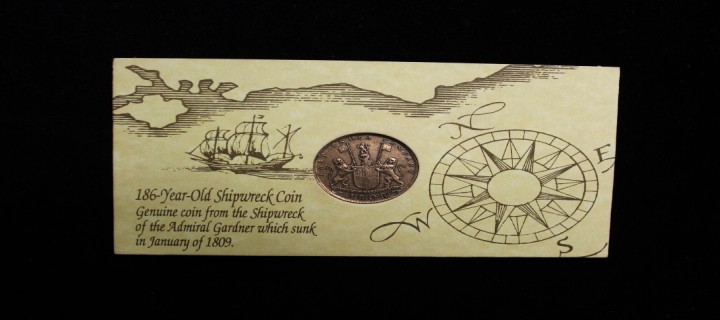 186-Year-Old Shipwreck Coin
Genuine coin from the Shipwreck
of the Admiral Gardner which sunk
in January of 1809.
N
E
S
W